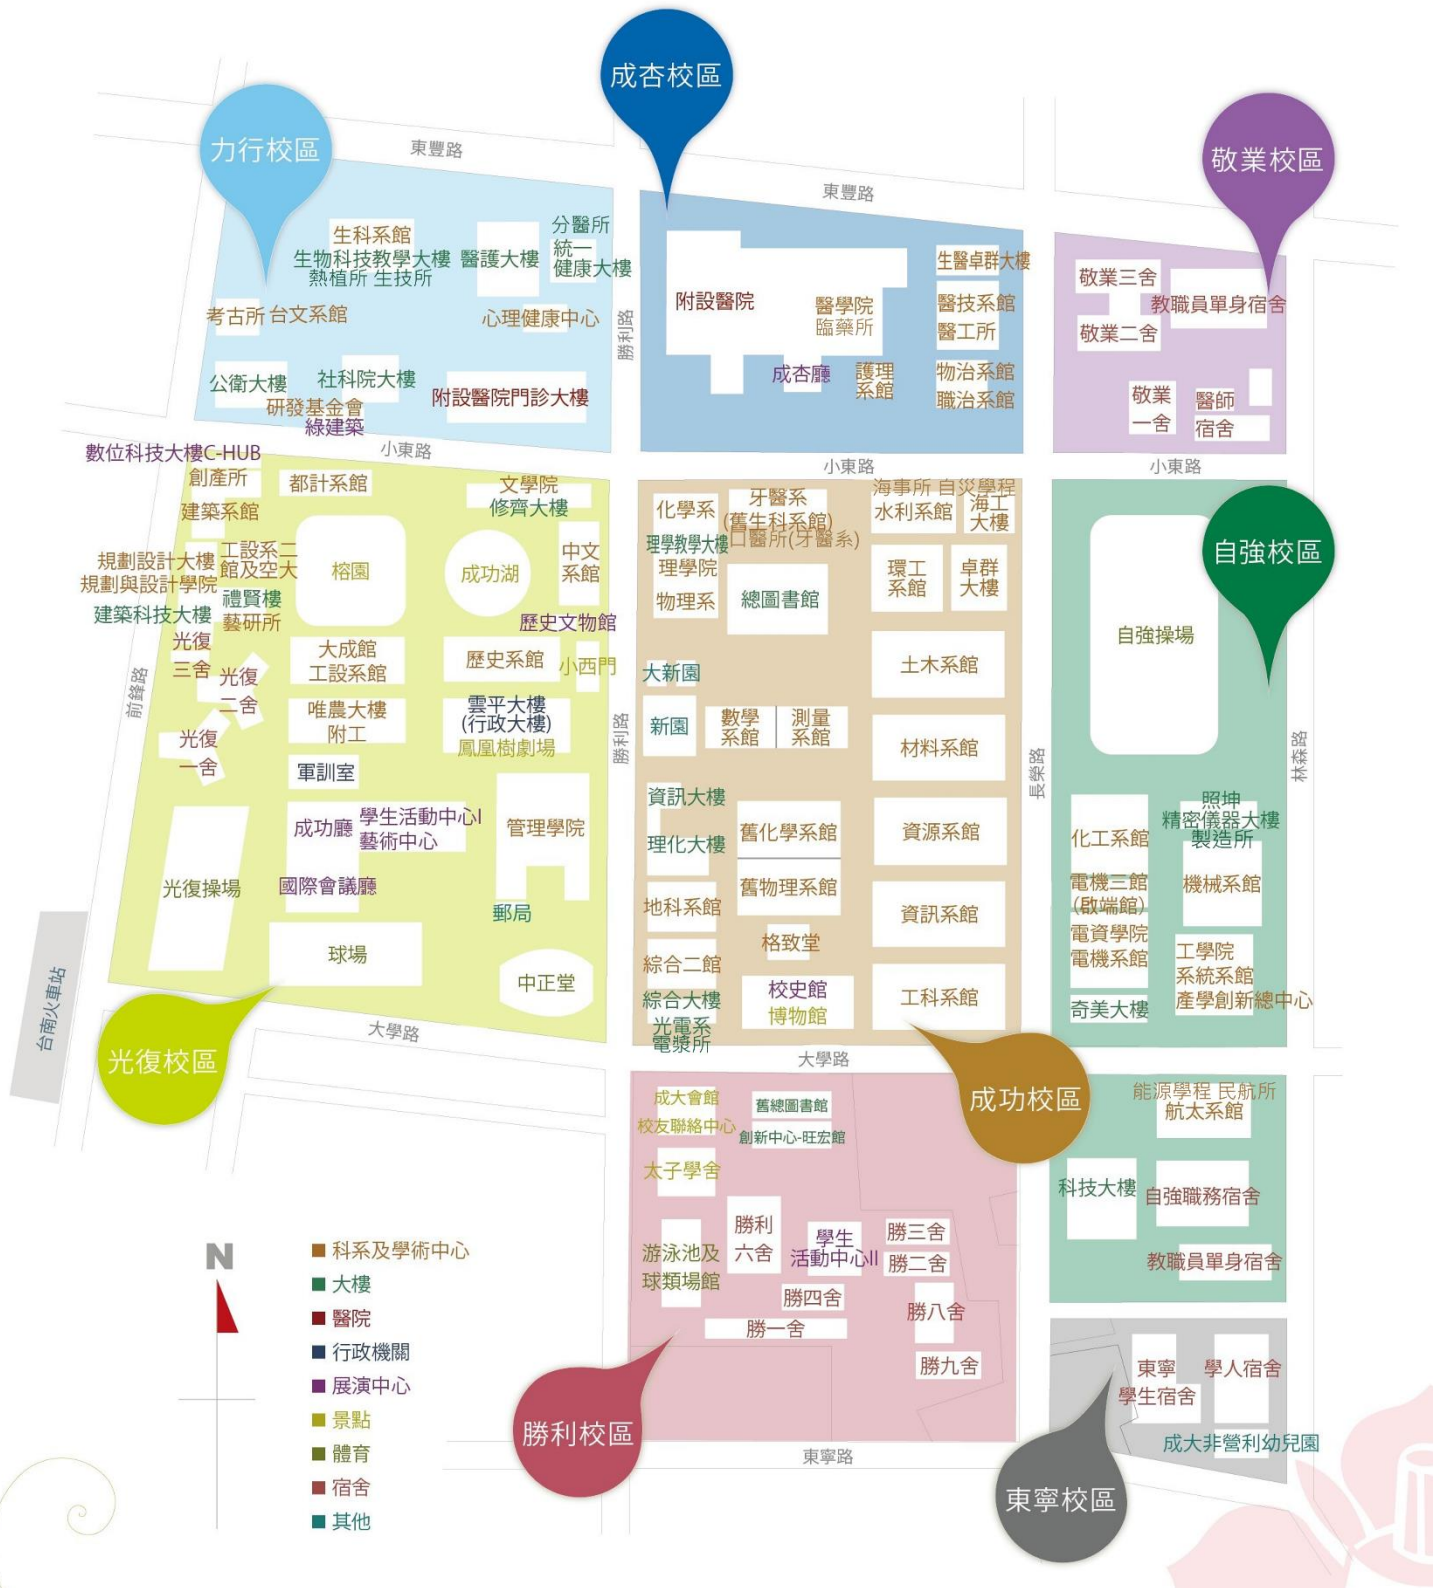 成杏校區
力行校區
敬業校區
東豐路
東豐路
生科系館
生物科技教學大樓
熱植所 生技所
醫護大樓
分醫所
統一
健康大樓
考古所
台文系館
心理健康中心
公衛大樓
社科院大樓
研發基金會
綠建築
附設醫院門診大樓
勝利路
附設醫院
醫學院
臨藥所
成杏廳
護理
系館
生醫卓群大樓
醫技系館
醫工所
物治系館
職治系館
敬業三舍
敬業二舍
教職員單身宿舍
敬業
一舍
醫師
宿舍
小東路
小東路
小東路
數位科技大樓C-HUB
創產所
建築系館
都計系館
文學院
修齊大樓
規劃設計大樓
規劃與設計學院
工設系二
館及空大
榕園
成功湖
中文
系館
建築科技大樓
禮賢樓
藝研所
歷史文物館
光復
三舍
大成館
工設系館
歷史系館
小西門
光復
二舍
唯農大樓
附工
雲平大樓
(行政大樓)
鳳凰樹劇場
前鋒路
光復
一舍
軍訓室
成功廳
學生活動中心I
藝術中心
管理學院
光復操場
國際會議廳
郵局
球場
中正堂
台南火車站
光復校區
大學路
勝利路
化學系
牙醫系
(舊生科系館)
口醫所(牙醫系)
海事所 自災學程
水利系館
海工
大樓
理學教學大樓
理學院
物理系
總圖書館
環工
系館
卓群
大樓
大新園
土木系館
新園
數學
系館
測量
系館
材料系館
資訊大樓
理化大樓
舊化學系館
資源系館
地科系館
舊物理系館
資訊系館
綜合二館
格致堂
綜合大樓
光電系
電漿所
校史館
博物館
工科系館
大學路
長榮路
自強校區
自強操場
林森路
照坤
精密儀器大樓
製造所
化工系館
電機三館
(啟端館)
機械系館
電資學院
電機系館
工學院
系統系館
產學創新總中心
奇美大樓
成功校區
成大會館
校友聯絡中心
舊總圖書館
創新中心-旺宏館
太子學舍
能源學程 民航所
航太系館
科技大樓
自強職務宿舍
教職員單身宿舍
游泳池及
球類場館
勝利
六舍
學生
活動中心II
勝三舍
勝二舍
勝四舍
勝一舍
勝八舍
勝九舍
勝利校區
東寧路
東寧
學生宿舍
學人宿舍
成大非營利幼兒園
東寧校區
N
科系及學術中心
大樓
醫院
行政機關
展演中心
景點
體育
宿舍
其他